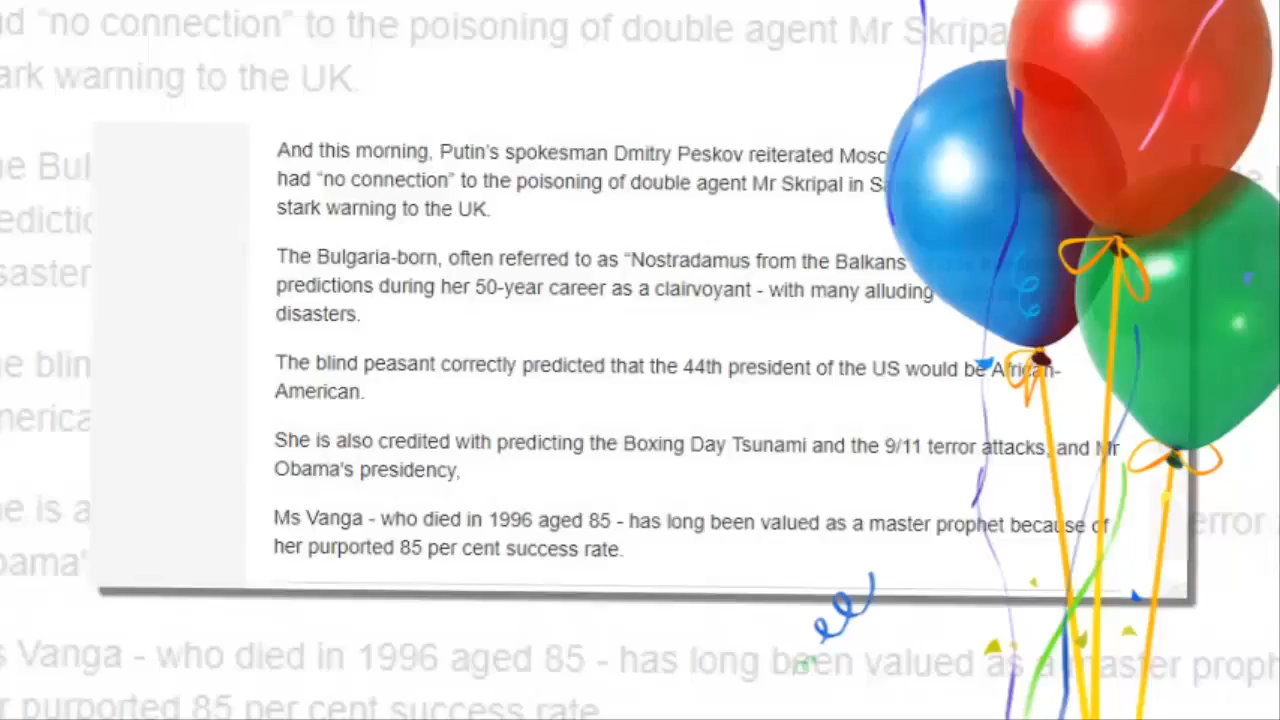 And this morning, Putin's spokesman Dmitry Peskov reiterated
had “no connection” to the poisoning of double agent Mr Skripal in
stark warning to the UK.
The Bulgaria-born, often referred to as “Nostradamus from the Balkans
predictions during her 50-year career as a clairvoyant - with many alluding
disasters.
The blind peasant correctly predicted that the 44th president of the US would be African-
American.
She is also credited with predicting the Boxing Day Tsunami and the 9/11 terror attacks, and Mr
Obama's presidency,
Ms Vanga - who died in 1996 aged 85 - has long been valued as a master prophet because of
her purported 85 per cent success rate.